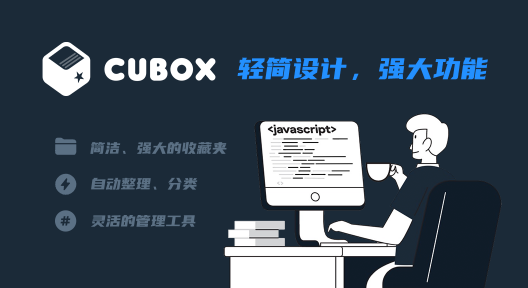 CUBOX 轻简设计，强大功能
简洁、强大的收藏夹
自动整理、分类
灵活的管理工具
<javascript>